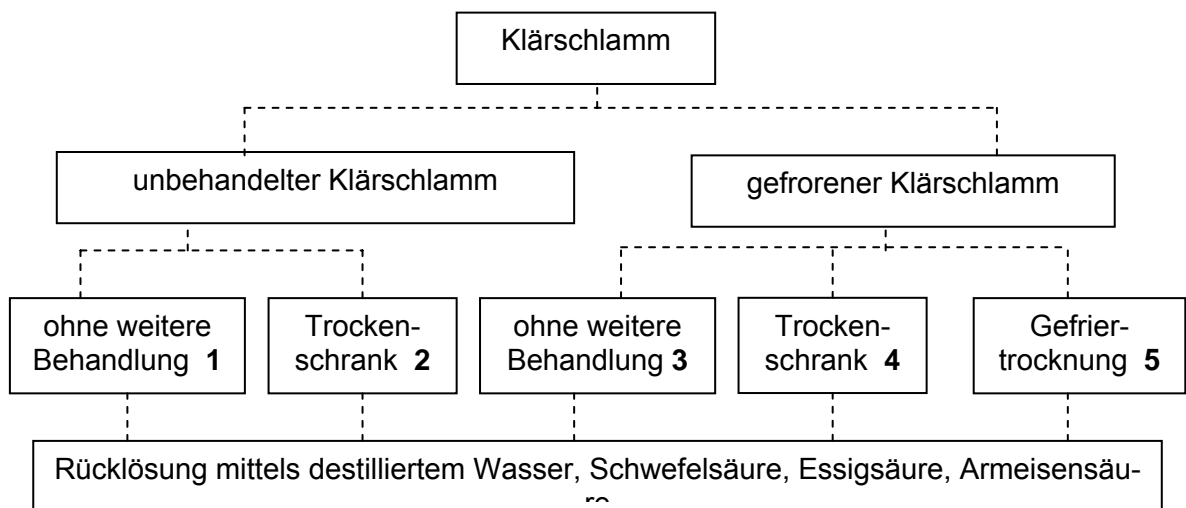 Klärschlamm
unbehandelter Klärschlamm
gefrorener Klärschlamm
ohne weitere
Behandlung 1
Trocken-
schrank 2
ohne weitere
Behandlung 3
Trocken-
schrank 4
Gefrier-
trocknung 5
Rücklösung mittels destilliertem Wasser, Schwefelsäure, Essigsäure, Armeisensäu-
re